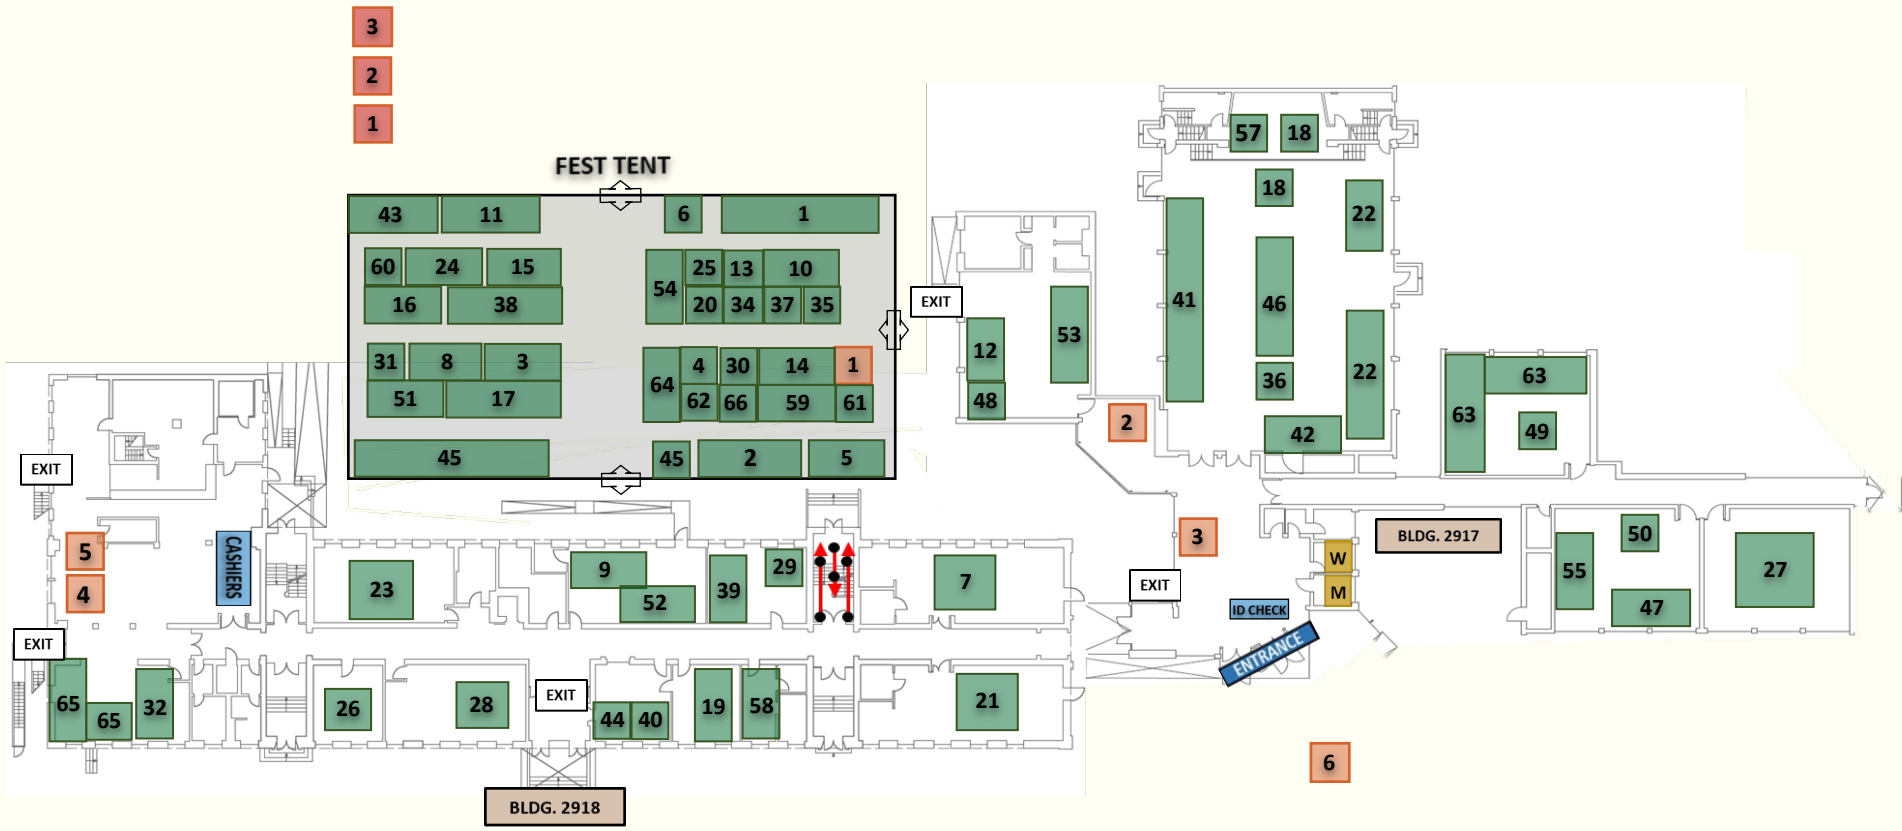 3
2
1
FEST TENT
43 11 6 1
60 24 15 54 25 13 10
16 38 20 34 37 35
31 8 3 64 4 30 14 1
51 17 62 66 59 61
45 45 2 5
EXIT
57 18
18
22
41
46
53
12
48
36
22
42
2
63
63
49
3
EXIT
5
4
CASHIERS
EXIT
23
9
52
39
29
7
EXIT
ID CHECK
ENTRANCE
W
M
BLDG. 2917
50
55
47
27
65
65
32
26
28
EXIT
44 40
19
58
21
6
BLDG. 2918